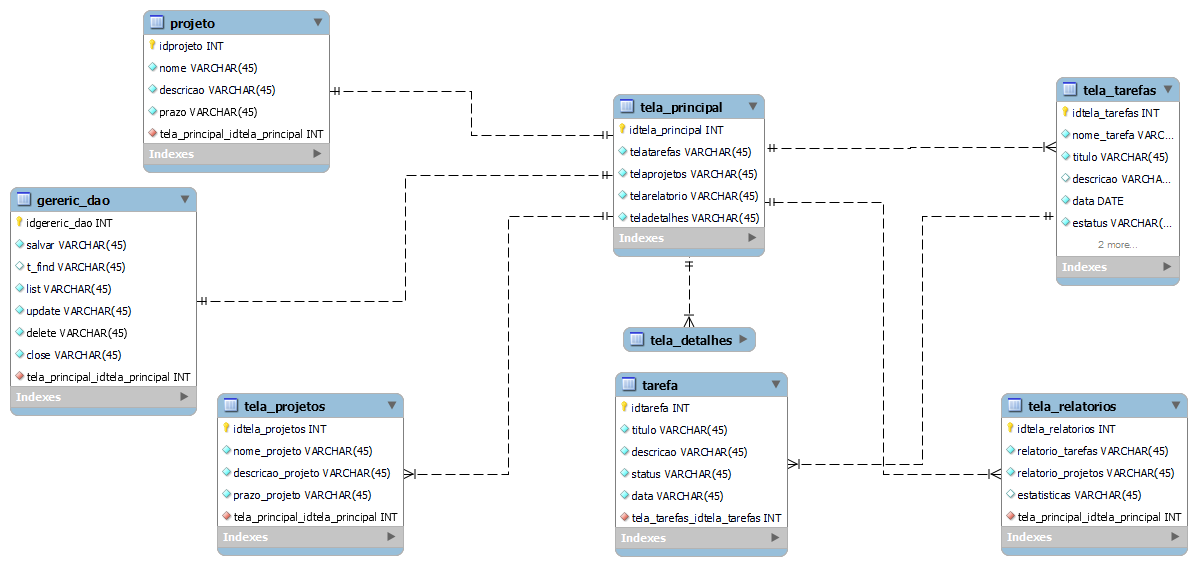 projeto
idprojeto INT
nome VARCHAR(45)
descricao VARCHAR(45)
prazo VARCHAR(45)
tela_principal_idtela_principal INT
Indexes
gereric_dao
idgereric_dao INT
salvar VARCHAR(45)
t_find VARCHAR(45)
list VARCHAR(45)
update VARCHAR(45)
delete VARCHAR(45)
close VARCHAR(45)
tela_principal_idtela_principal INT
Indexes
tela_projetos
idtela_projetos INT
nome_projeto VARCHAR(45)
descricao_projeto VARCHAR(45)
prazo_projeto VARCHAR(45)
tela_principal_idtela_principal INT
Indexes
tela_principal
idtela_principal INT
telatarefas VARCHAR(45)
telaprojetos VARCHAR(45)
telarelatorio VARCHAR(45)
teladetalhes VARCHAR(45)
Indexes
tela_detalhes
tarefa
idtarefa INT
titulo VARCHAR(45)
descricao VARCHAR(45)
status VARCHAR(45)
data VARCHAR(45)
tela_tarefas_idtela_tarefas INT
Indexes
tela_tarefas
idtela_tarefas INT
nome_tarefa VARC...
titulo VARCHAR(45)
descricao VARCHA...
data DATE
estatus VARCHAR(...
2 more...
Indexes
tela_relatorios
idtela_relatorios INT
relatorio_tarefas VARCHAR(45)
relatorio_projetos VARCHAR(45)
estatisticas VARCHAR(45)
tela_principal_idtela_principal INT
Indexes